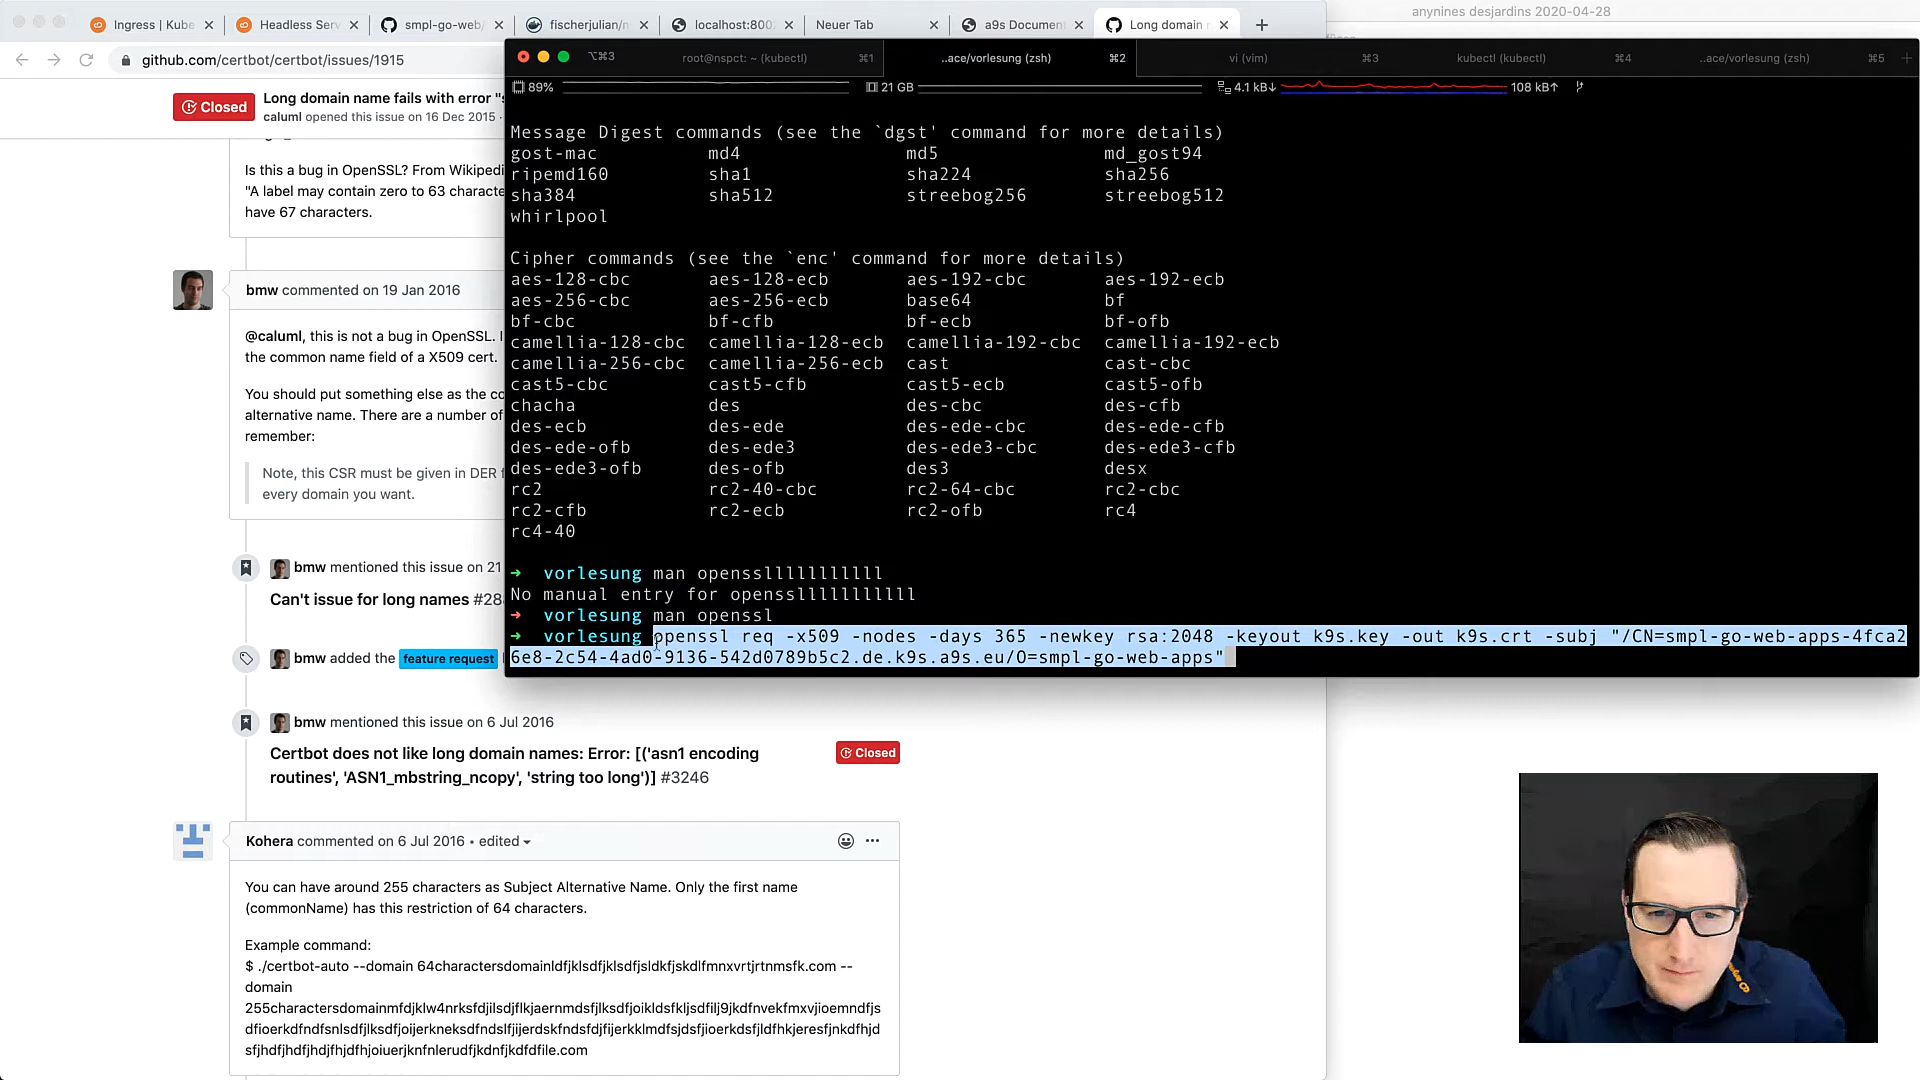 anynines desjardins 2020-04-28
Ingress | Kube
Headless Serv
smpl-go-web/
fischerjulian/n
localhost:800
Neuer Tab
a9s Document
Long domain n
github.com/certbot/certbot/issues/1915
⌥⌘3
root@nspct: ~ (kubectl) ⌘1
..ace/vorlesung (zsh) ⌘2
vi (vim) ⌘3
kubectl (kubectl) ⌘4
..ace/vorlesung (zsh) ⌘5
89%
21 GB
4.1 kB↓
108 kB↑
Closed
Long domain name fails with error "s
caluml opened this issue on 16 Dec 2015 ·
Is this a bug in OpenSSL? From Wikipedi
"A label may contain zero to 63 characte
have 67 characters.
bmw commented on 19 Jan 2016
@caluml, this is not a bug in OpenSSL. I
the common name field of a X509 cert.
You should put something else as the co
alternative name. There are a number of
remember:
Note, this CSR must be given in DER f
every domain you want.
bmw mentioned this issue on 21
Can't issue for long names #28
bmw added the feature request
bmw mentioned this issue on 6 Jul 2016
Certbot does not like long domain names: Error: [('asn1 encoding
routines', 'ASN1_mbstring_ncopy', 'string too long')] #3246
Closed
Kohera commented on 6 Jul 2016 • edited
You can have around 255 characters as Subject Alternative Name. Only the first name
(commonName) has this restriction of 64 characters.
Example command:
$ ./certbot-auto --domain 64charactersdomainldfjklsdfjklsdfjsldkfjskdlfmnxvrtjrtnmsfk.com --
domain
255charactersdomainmfdjklw4nrksfdjilsdjflkjaernmdsfjlksdfjoikldsfkljsdfilj9jkdfnvekfmxvjioemndfjs
dfioerkdfndfsnlsdfjlksdfjoijerkneksdfndslfjijerdskfndsfdjfijerkklmdfsjdsfjioerkdsfjldfhkjeresfjnkdfhjd
sfjhdfjhdfjhdjfhjdfhjoiuerjknfnlerudfjkdnfjkdfdfile.com
Message Digest commands (see the `dgst' command for more details)
gost-mac md4 md5 md_gost94
ripemd160 sha1 sha224 sha256
sha384 sha512 streebog256 streebog512
whirlpool
Cipher commands (see the `enc' command for more details)
aes-128-cbc aes-128-ecb aes-192-cbc aes-192-ecb
aes-256-cbc aes-256-ecb base64 bf
bf-cbc bf-cfb bf-ecb bf-ofb
camellia-128-cbc camellia-128-ecb camellia-192-cbc camellia-192-ecb
camellia-256-cbc camellia-256-ecb cast cast-cbc
cast5-cbc cast5-cfb cast5-ecb cast5-ofb
chacha des des-cbc des-cfb
des-ecb des-ede des-ede-cbc des-ede-cfb
des-ede-ofb des-ede3 des-ede3-cbc des-ede3-cfb
des-ede3-ofb des-ofb des3 desx
rc2 rc2-40-cbc rc2-64-cbc rc2-cbc
rc2-cfb rc2-ecb rc2-ofb rc4
rc4-40
➜ vorlesung man openssllllllllllll
No manual entry for openssllllllllllll
➜ vorlesung man openssl
➜ vorlesung openssl req -x509 -nodes -days 365 -newkey rsa:2048 -keyout k9s.key -out k9s.crt -subj "/CN=smpl-go-web-apps-4fca2
6e8-2c54-4ad0-9136-542d0789b5c2.de.k9s.a9s.eu/O=smpl-go-web-apps"